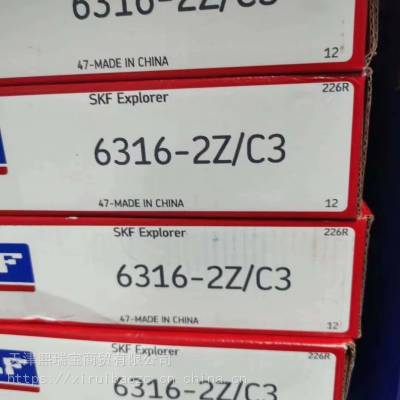 6316-2Z/C3
47-MADE IN CHINA
12
SKF Explorer
226R
6316-2Z/C3
47-MADE IN CHINA
12
SKF Explorer
226R
6316-2Z/C3
47-MADE IN CHINA
12
SKF Explorer
226R
6316-2Z/C3